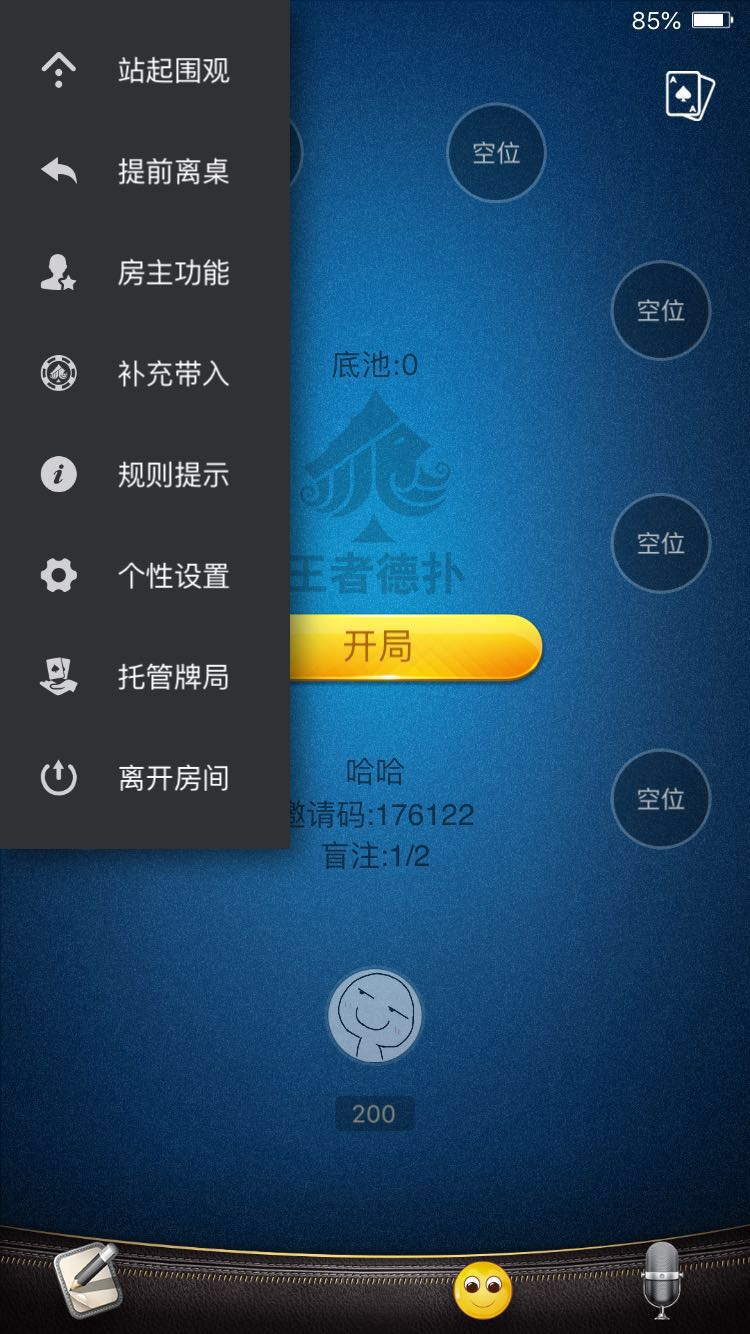 85%
站起围观
提前离桌
房主功能
补充带入
规则提示
个性设置
托管牌局
离开房间
空位
空位
底池:0
王者德扑
空位
开局
哈哈
邀请码:176122
空位
盲注:1/2
200